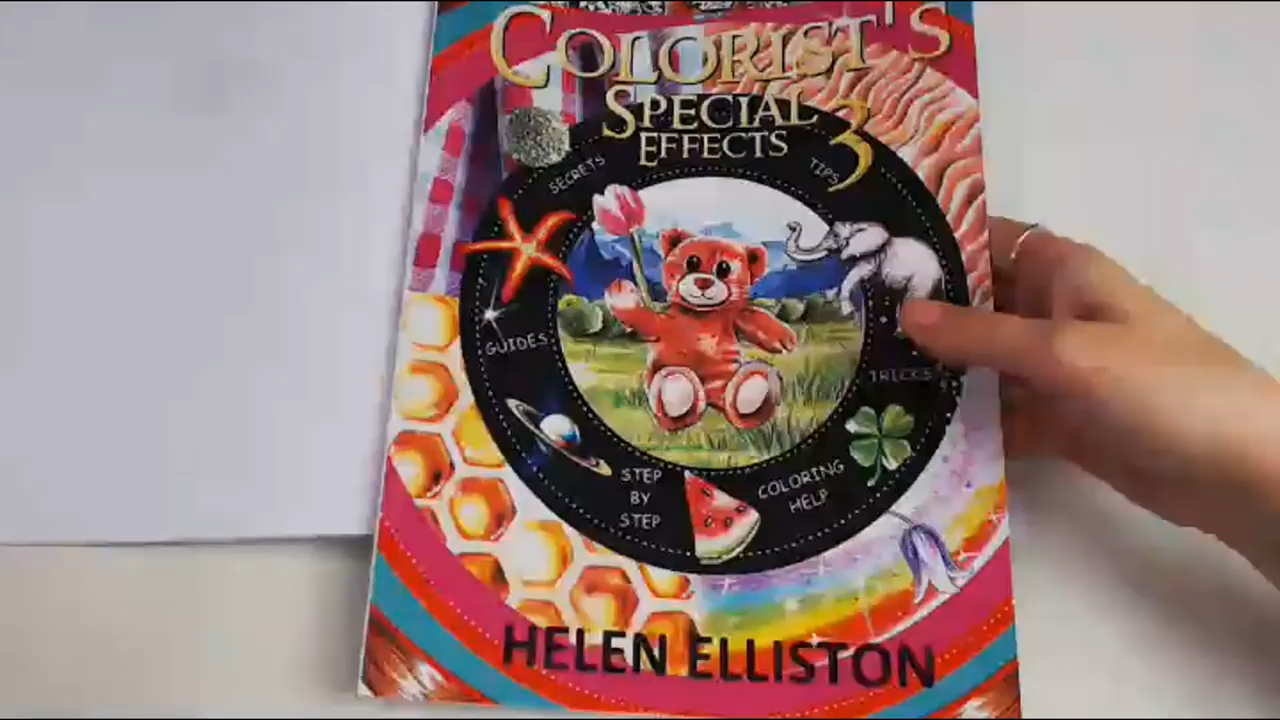 COLORIST'S
SPECIAL 3
EFFECTS
SECRETS
TIPS
GUIDES
TRICKS
STEP
BY
STEP
COLORING
HELP
HELEN ELLISTON